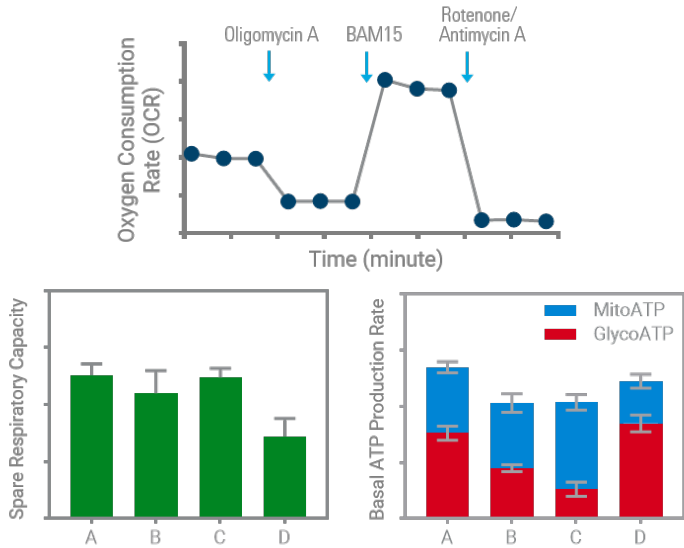 Oligomycin A
BAM15
Rotenone/
Antimycin A
Oxygen Consumption
Rate (OCR)
Time (minute)
Spare Respiratory Capacity
A
B
C
D
Basal ATP Production Rate
MitoATP
GlycoATP
A
B
C
D